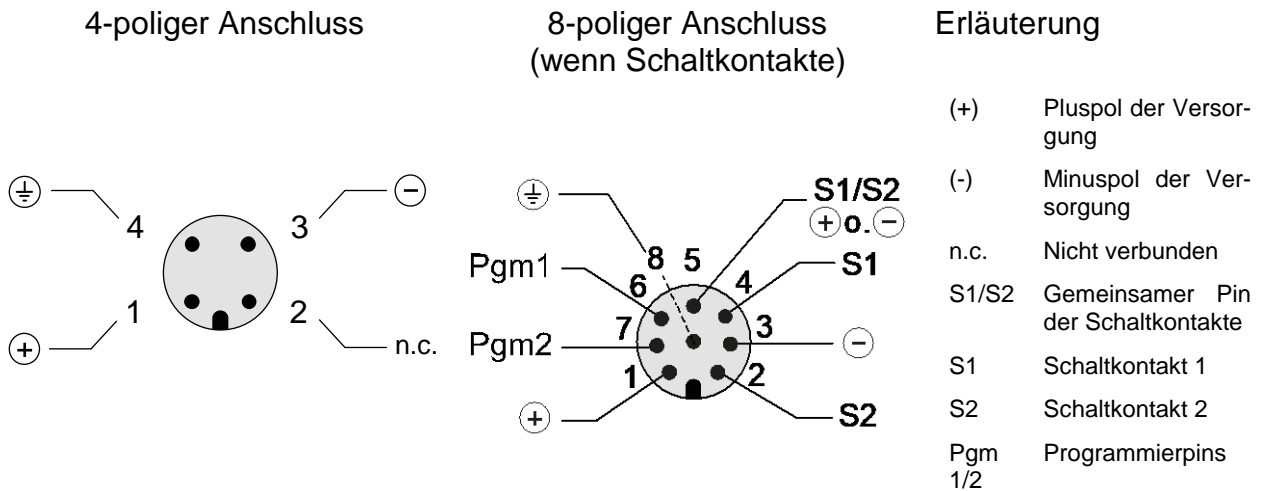 4-poliger Anschluss
4
3
1
2
n.c.
8-poliger Anschluss
(wenn Schaltkontakte)
S1/S2
+ o. -
Pgm1
8
5
S1
6
4
7
3
Pgm2
1
2
S2
Erläuterung
(+) Pluspol der Versor-
gung
(-) Minuspol der Ver-
sorgung
n.c. Nicht verbunden
S1/S2 Gemeinsamer Pin
der Schaltkontakte
S1 Schaltkontakt 1
S2 Schaltkontakt 2
Pgm Programmierpins
1/2